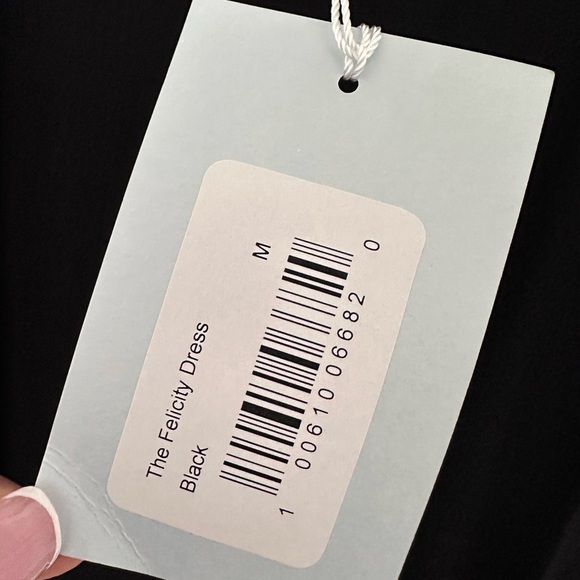 The Felicity Dress
Black
M
1 00610 06682 0